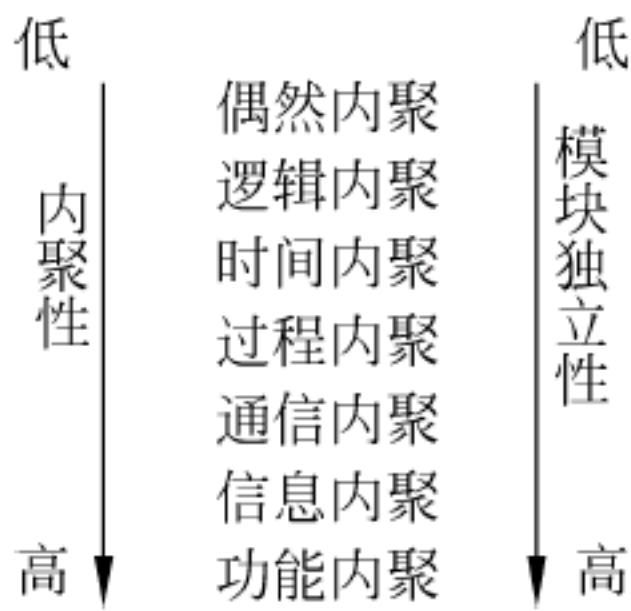 低
低
偶然内聚
逻辑内聚
时间内聚
过程内聚
通信内聚
信息内聚
功能内聚
内聚性
模块独立性
高
高